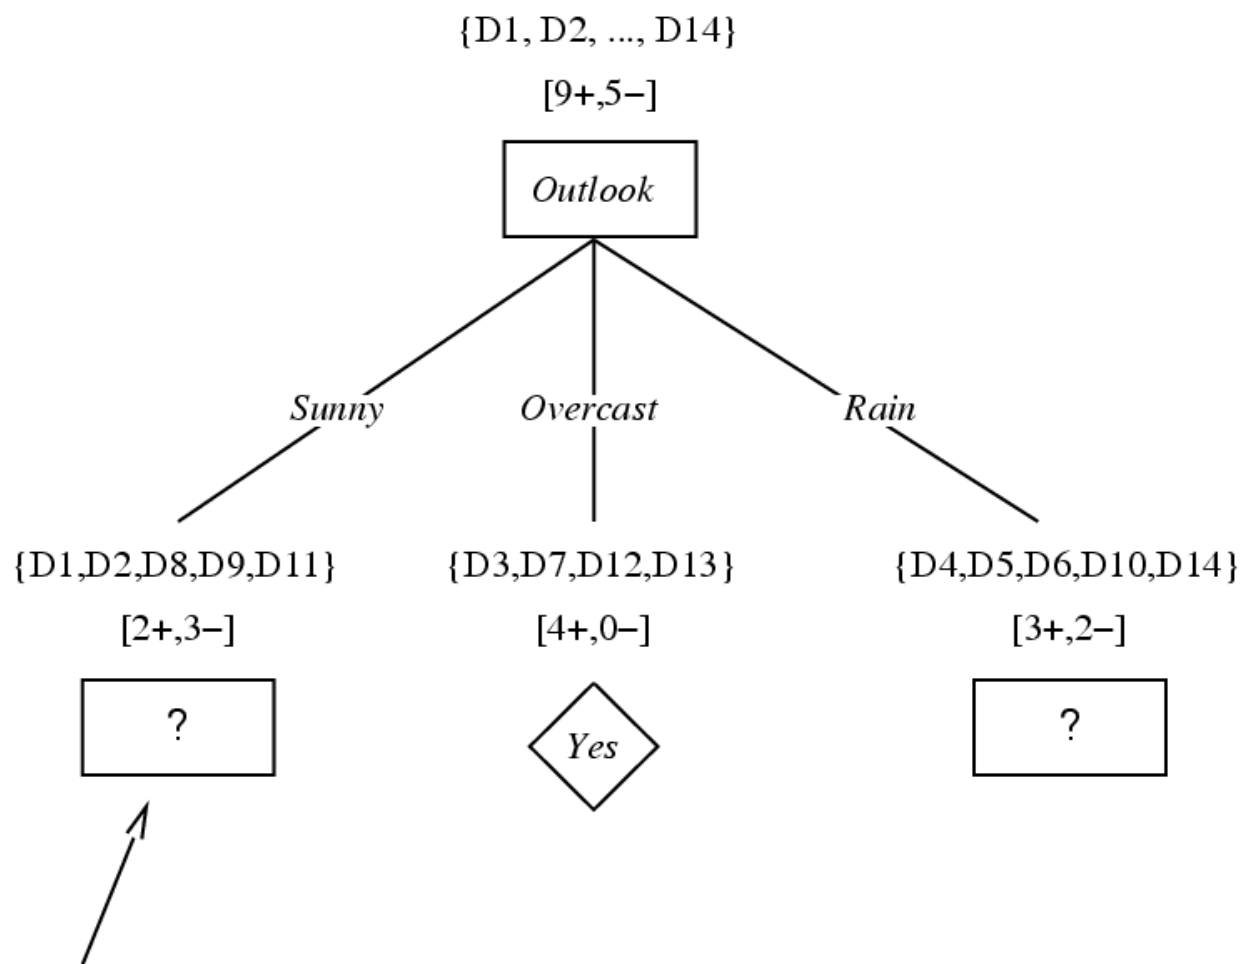 {D1, D2, ..., D14}
[9+,5−]
Outlook
Sunny
Overcast
Rain
{D1,D2,D8,D9,D11}
{D3,D7,D12,D13}
{D4,D5,D6,D10,D14}
[2+,3−]
[4+,0−]
[3+,2−]
?
Yes
?